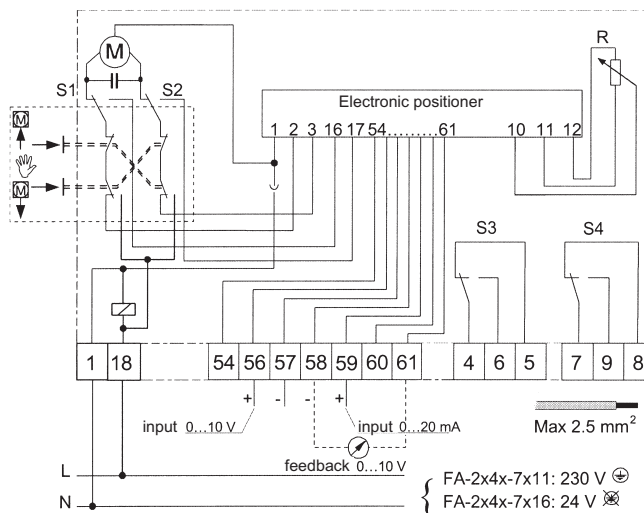 M
R
S1
S2
Electronic positioner
1 2 3 16 17 54.........61 10 11 12
M
M
S3
S4
1 18 54 56 57 58 59 60 61 4 6 5 7 9 8
+ - - +
input 0...10 V
input 0...20 mA
Max 2.5 mm²
feedback 0...10 V
L
N
FA-2x4x-7x11: 230 V
FA-2x4x-7x16: 24 V